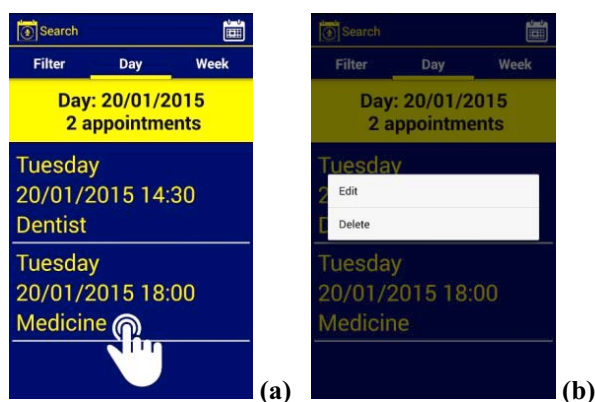 Search
Filter Day Week
Day: 20/01/2015
2 appointments
Tuesday
20/01/2015 14:30
Dentist
Tuesday
20/01/2015 18:00
Medicine
(a)
Search
Filter Day Week
Day: 20/01/2015
2 appointments
Tuesday
2
Edit
D
Delete
Tuesday
20/01/2015 18:00
Medicine
(b)